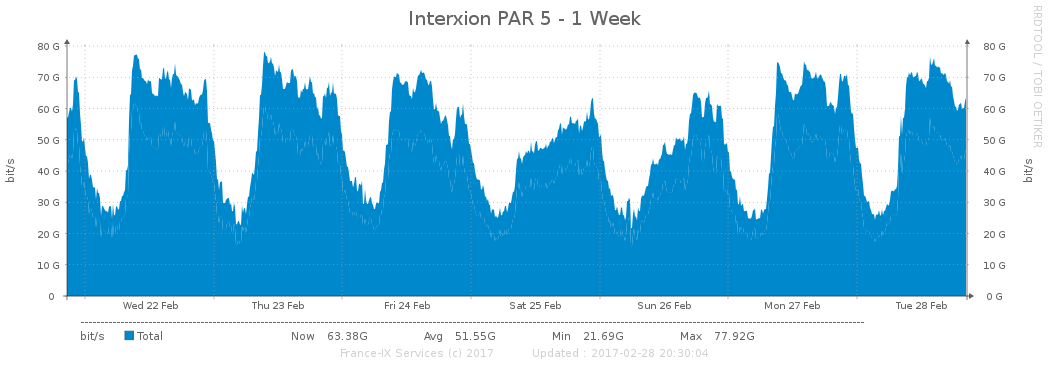 Interxion PAR 5 - 1 Week
RRDTOOL / TOBI OETIKER
bit/s
80 G 80 G
70 G 70 G
60 G 60 G
50 G 50 G
40 G 40 G
30 G 30 G
20 G 20 G
10 G 10 G
0 0 G
bit/s
Wed 22 Feb Thu 23 Feb Fri 24 Feb Sat 25 Feb Sun 26 Feb Mon 27 Feb Tue 28 Feb
bit/s Total Now 63.38G Avg 51.55G Min 21.69G Max 77.92G
France-IX Services (c) 2017 Updated : 2017-02-28 20:30:04